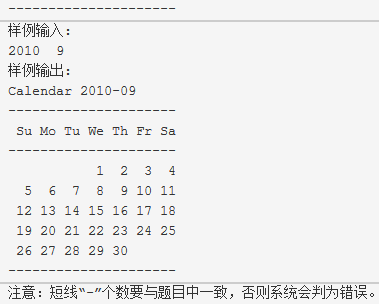 ---------------------
样例输入:
2010  9
样例输出:
Calendar 2010-09
---------------------
 Su Mo Tu We Th Fr Sa
---------------------
           1  2  3  4
  5  6  7  8  9 10 11
 12 13 14 15 16 17 18
 19 20 21 22 23 24 25
 26 27 28 29 30
---------------------
注意: 短线“-”个数要与题目中一致, 否则系统会判为错误。